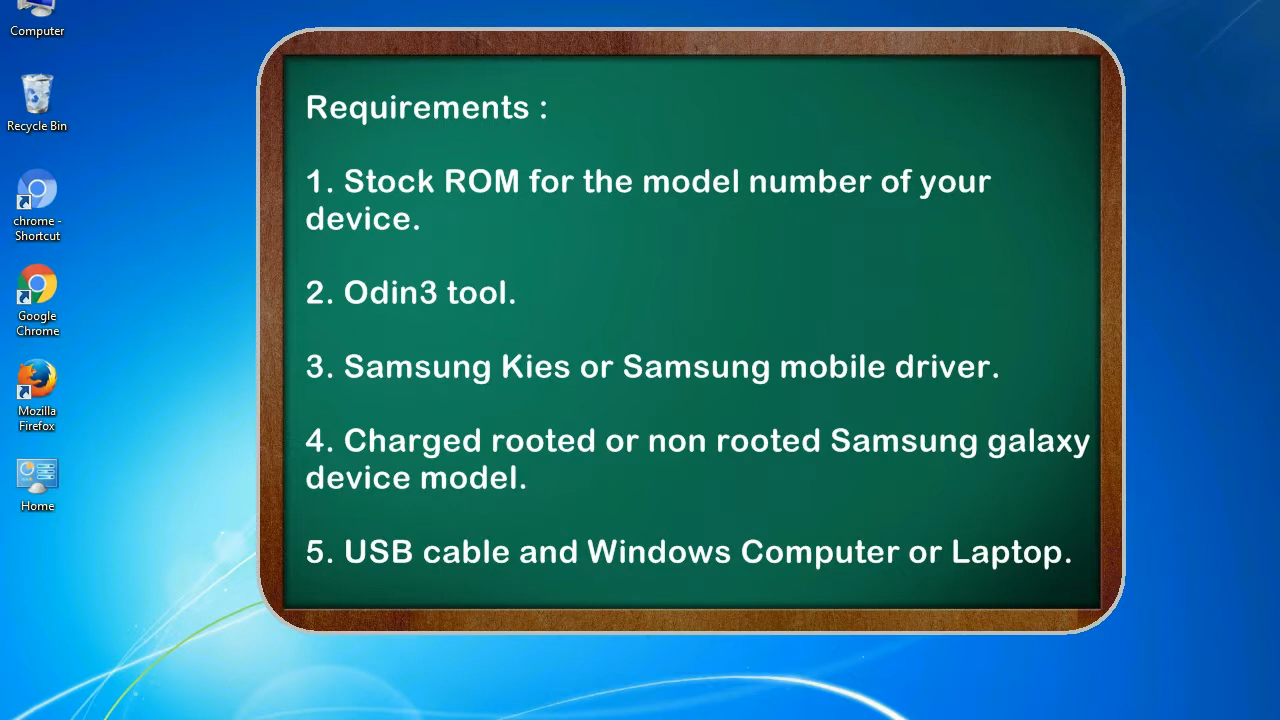 Computer
Recycle Bin
chrome -
Shortcut
Google
Chrome
Mozilla
Firefox
Home
Requirements :
1. Stock ROM for the model number of your
device.
2. Odin3 tool.
3. Samsung Kies or Samsung mobile driver.
4. Charged rooted or non rooted Samsung galaxy
device model.
5. USB cable and Windows Computer or Laptop.